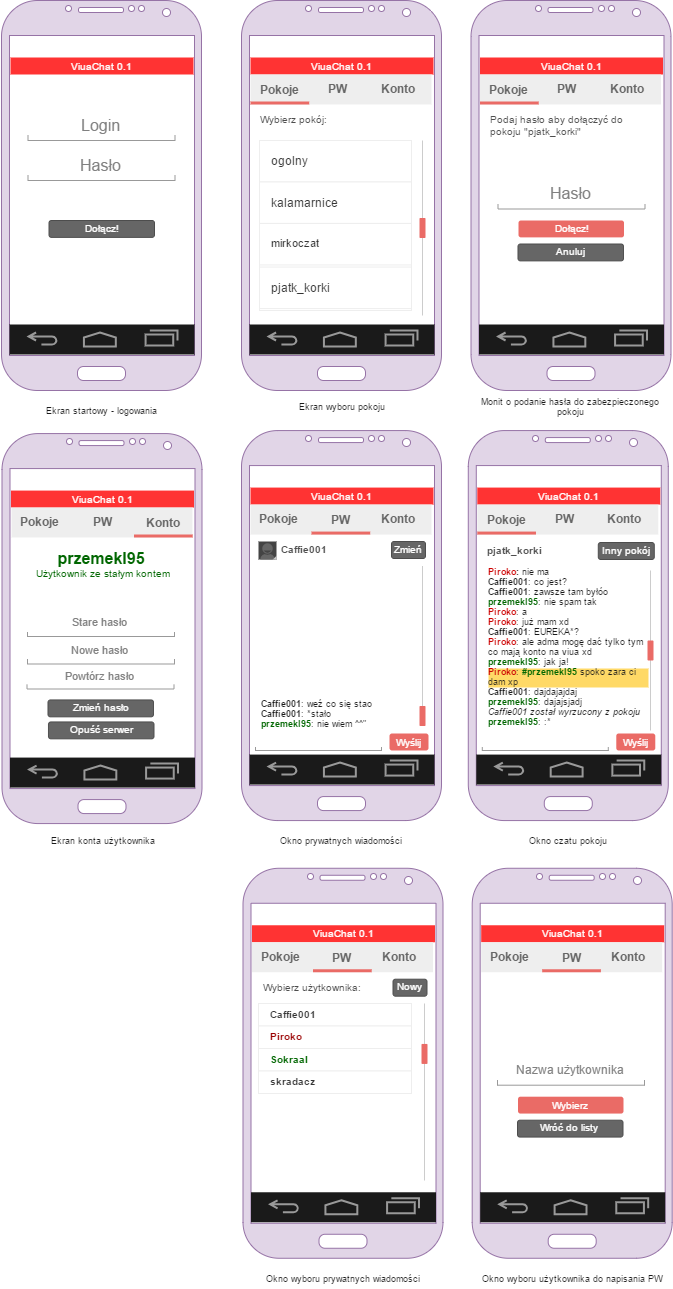 ViuaChat 0.1
Login
Hasło
Dołącz!
Ekran startowy - logowania
ViuaChat 0.1
Pokoje PW Konto
Wybierz pokój:
ogolny
kalamarnice
mirkoczat
pjatk_korki
Ekran wyboru pokoju
ViuaChat 0.1
Pokoje PW Konto
Podaj hasło aby dołączyć do
pokoju "pjatk_korki"
Hasło
Dołącz!
Anuluj
Monit o podanie hasła do zabezpieczonego
pokoju
ViuaChat 0.1
Pokoje PW Konto
przemekl95
Użytkownik ze stałym kontem
Stare hasło
Nowe hasło
Powtórz hasło
Zmień hasło
Opuść serwer
Ekran konta użytkownika
ViuaChat 0.1
Pokoje PW Konto
Caffie001 Zmień
Caffie001: weź co się stao
Caffie001: *stało
przemekl95: nie wiem ^^"
Wyślij
Okno prywatnych wiadomości
ViuaChat 0.1
Pokoje PW Konto
pjatk_korki Inny pokój
Piroko: nie ma
Caffie001: co jest?
Caffie001: zawsze tam byłóo
przemekl95: nie spam tak
Piroko: a
Piroko: już mam xd
Caffie001: EUREKA*?
Piroko: ale adma mogę dać tylko tym
co mają konto na viua xd
przemekl95: jak ja!
Piroko: #przemekl95 spoko zara ci
dam xp
Caffie001: dajdajajdaj
przemekl95: dajajsjadj
Caffie001 został wyrzucony z pokoju
przemekl95: :*
Wyślij
Okno czatu pokoju
ViuaChat 0.1
Pokoje PW Konto
Wybierz użytkownika: Nowy
Caffie001
Piroko
Sokraal
skradacz
Okno wyboru prywatnych wiadomości
ViuaChat 0.1
Pokoje PW Konto
Nazwa użytkownika
Wybierz
Wróć do listy
Okno wyboru użytkownika do napisania PW